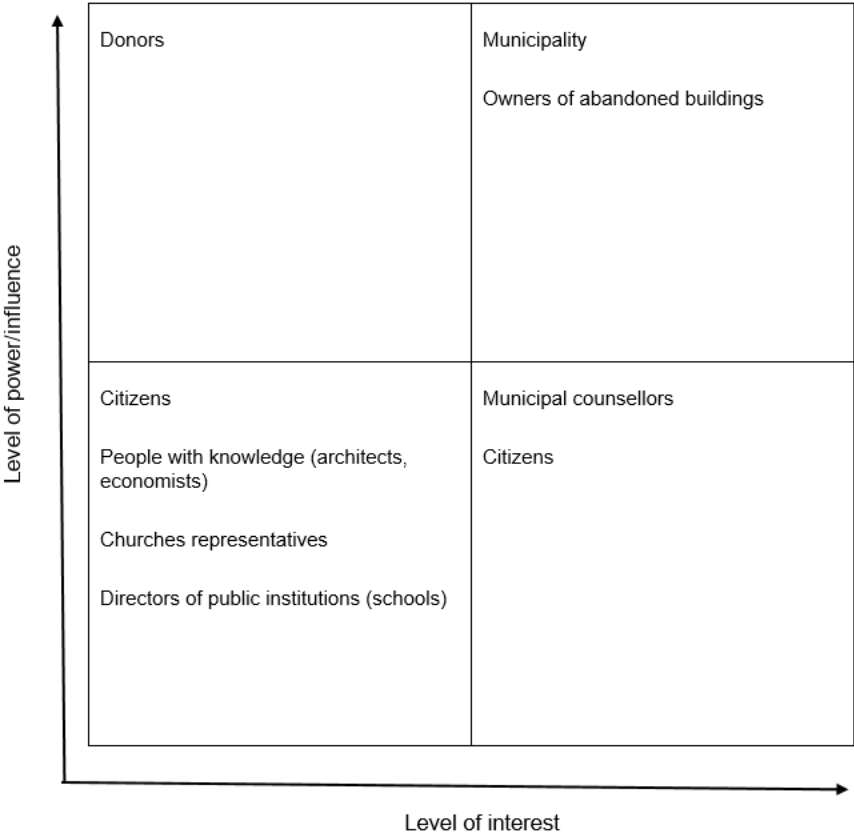 Donors
Municipality
Owners of abandoned buildings
Level of power/influence
Citizens
People with knowledge (architects,
economists)
Churches representatives
Directors of public institutions (schools)
Municipal counsellors
Citizens
Level of interest